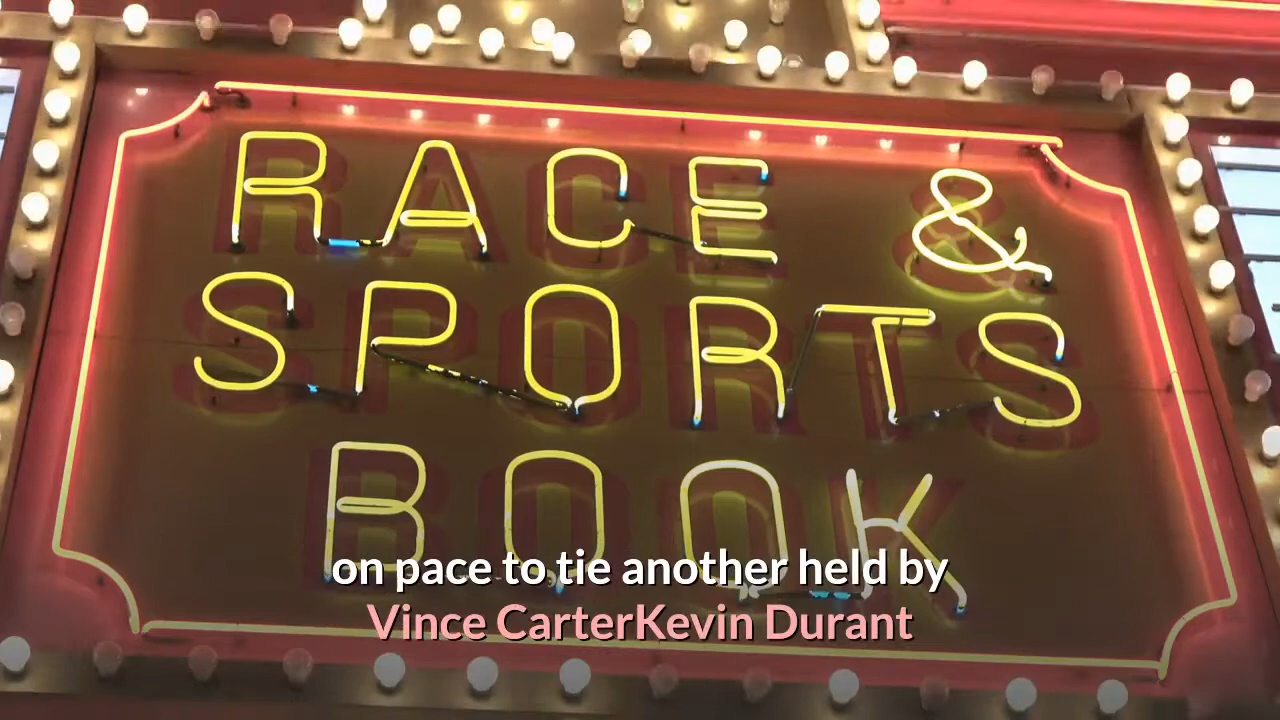 RACE &
SPORTS
BOOK
on pace to tie another held by
Vince CarterKevin Durant